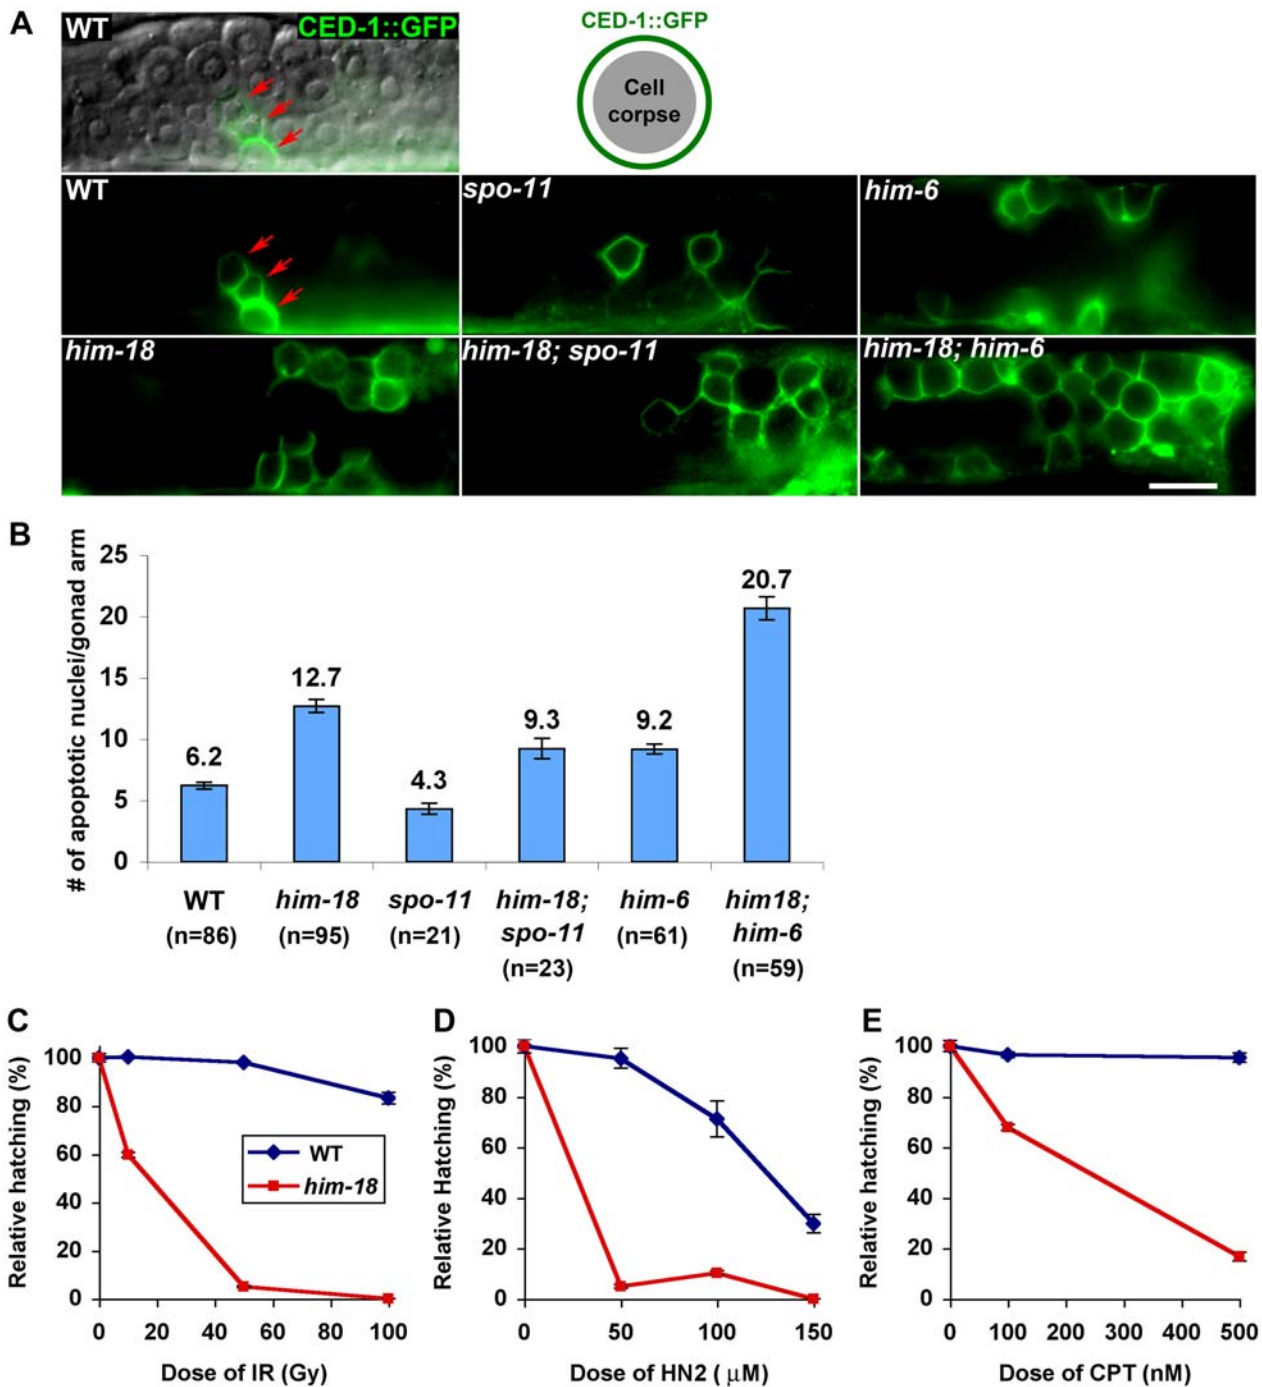 A
WT
CED-1::GFP
CED-1::GFP
Cell
corpse
WT
spo-11
him-6
him-18
him-18; spo-11
him-18; him-6
B
# of apoptotic nuclei/gonad arm
25
20
15
10
5
0
6.2
12.7
4.3
9.3
9.2
20.7
WT
(n=86)
him-18
(n=95)
spo-11
(n=21)
him-18;
spo-11
(n=23)
him-6
(n=61)
him18;
him-6
(n=59)
C
Relative hatching (%)
100
80
60
40
20
0
WT
him-18
0 20 40 60 80 100
Dose of IR (Gy)
D
Relative Hatching (%)
100
80
60
40
20
0
0 50 100 150
Dose of HN2 ( μM)
E
Relative hatching (%)
100
80
60
40
20
0
0 100 200 300 400 500
Dose of CPT (nM)